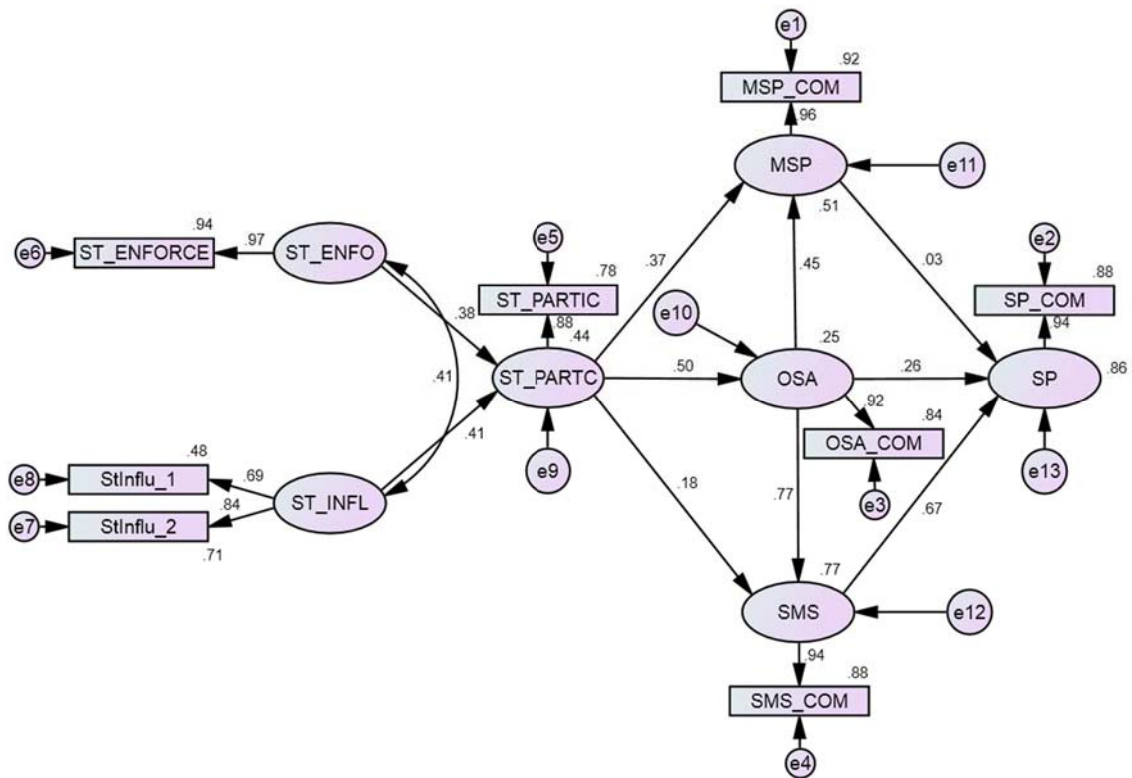 e1
.92
MSP_COM
.96
MSP
e11
.51
.94
e6
ST_ENFORCE
.97
ST_ENFO
e5
.78
ST_PARTIC
.88
.44
.38
.37
.45
.03
e2
.88
SP_COM
.94
e10
.25
ST_PARTC
.50
OSA
.26
SP
.86
.41
.92
.84
OSA_COM
.41
e9
e3
e13
.48
e8
StInflu_1
.69
.84
ST_INFL
e7
StInflu_2
.71
.18
.77
.67
.77
SMS
e12
.94
.88
SMS_COM
e4